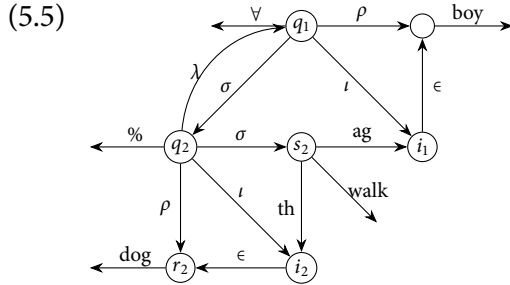 (5.5)
∀ q₁ ρ boy
λ σ ι ϵ
% q₂ σ s₂ ag i₁
ρ ι th walk
dog r₂ ϵ i₂